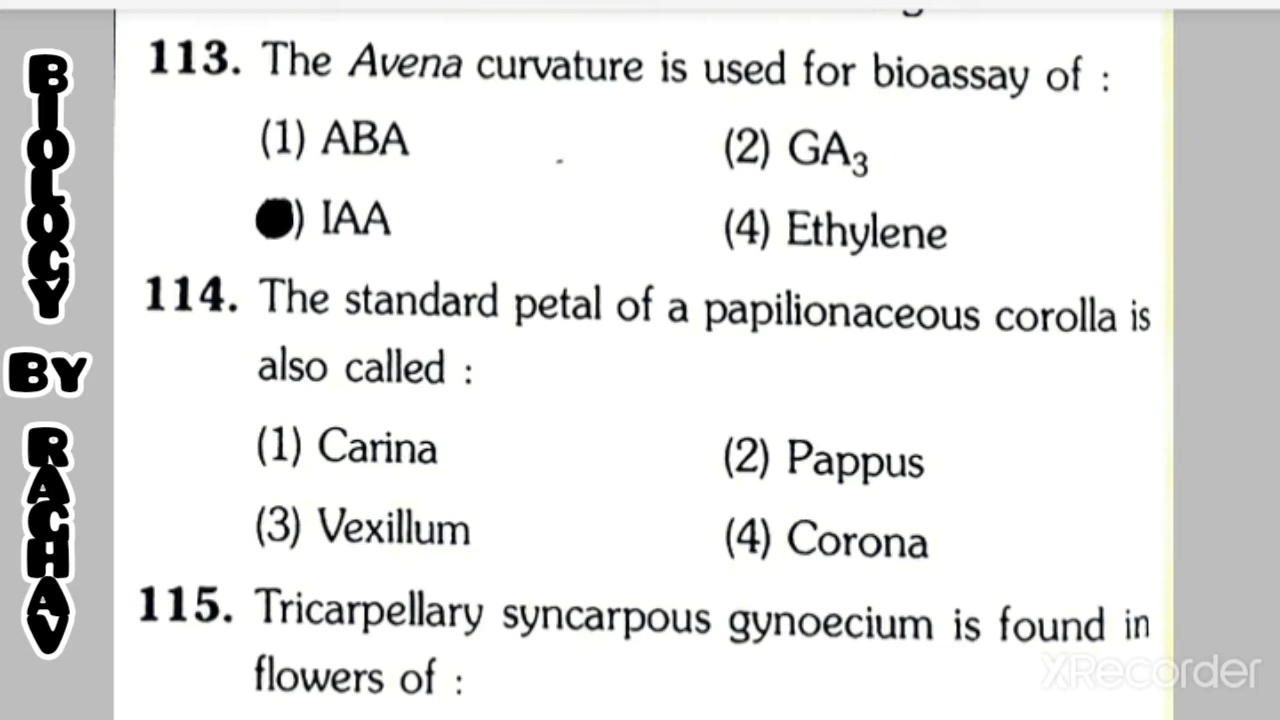 BIOLOGY
BY
RAGHAV
113. The Avena curvature is used for bioassay of :
(1) ABA
(2) GA₃
) IAA
(4) Ethylene
114. The standard petal of a papilionaceous corolla is
also called :
(1) Carina
(2) Pappus
(3) Vexillum
(4) Corona
115. Tricarpellary syncarpous gynoecium is found in
flowers of :
XRecorder